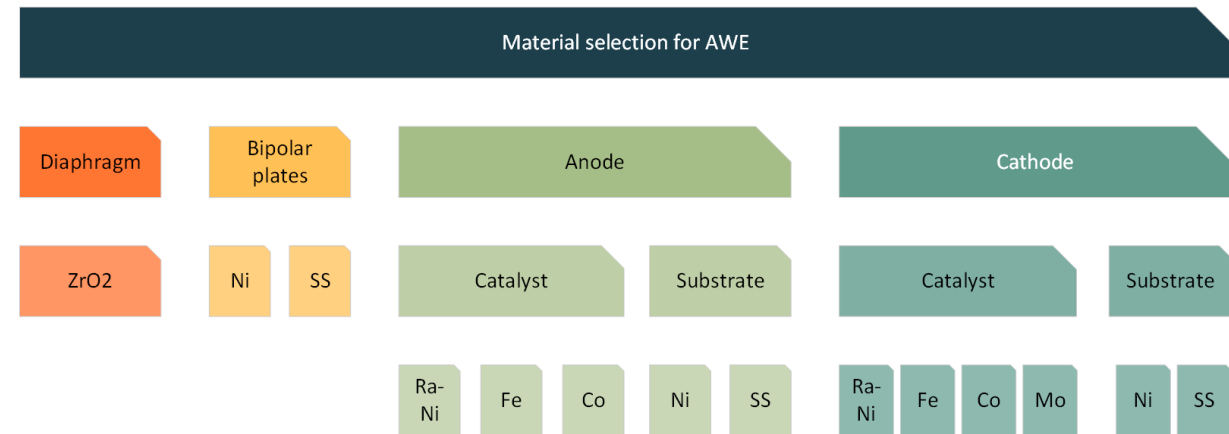 Material selection for AWE
Diaphragm
Bipolar
plates
Anode
Cathode
ZrO2
Ni
SS
Catalyst
Substrate
Catalyst
Substrate
Ra-
Ni
Fe
Co
Ni
SS
Ra-
Ni
Fe
Co
Mo
Ni
SS